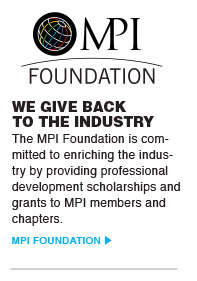 MPI
FOUNDATION
WE GIVE BACK
TO THE INDUSTRY
The MPI Foundation is com-
mitted to enriching the indus-
try by providing professional
development scholarships and
grants to MPI members and
chapters.
MPI FOUNDATION ▶